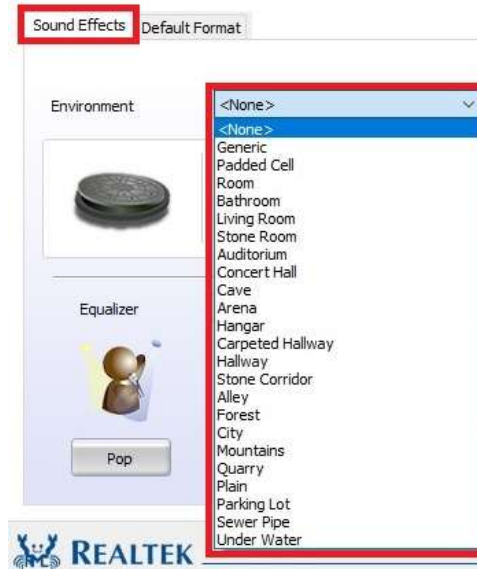 Sound Effects
Default Format
Environment
<None>
<None>
Generic
Padded Cell
Room
Bathroom
Living Room
Stone Room
Auditorium
Concert Hall
Cave
Arena
Hangar
Carpeted Hallway
Hallway
Stone Corridor
Alley
Forest
City
Mountains
Quarry
Plain
Parking Lot
Sewer Pipe
Under Water
Equalizer
Pop
REALTEK